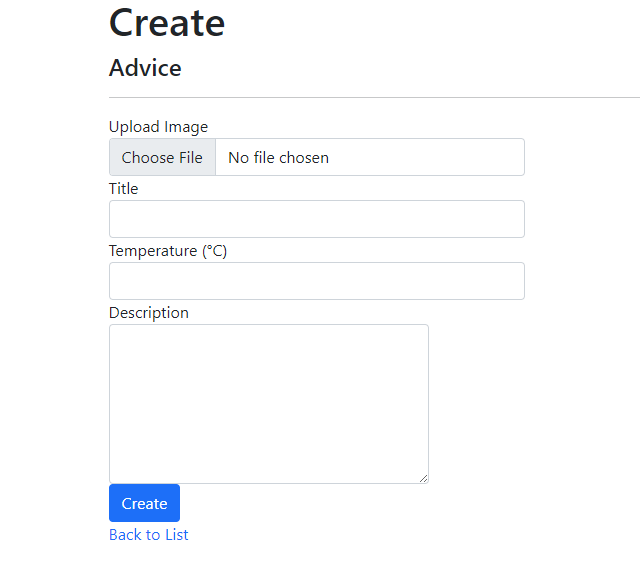 Create
Advice
Upload Image
Choose File No file chosen
Title
Temperature (°C)
Description
Create
Back to List